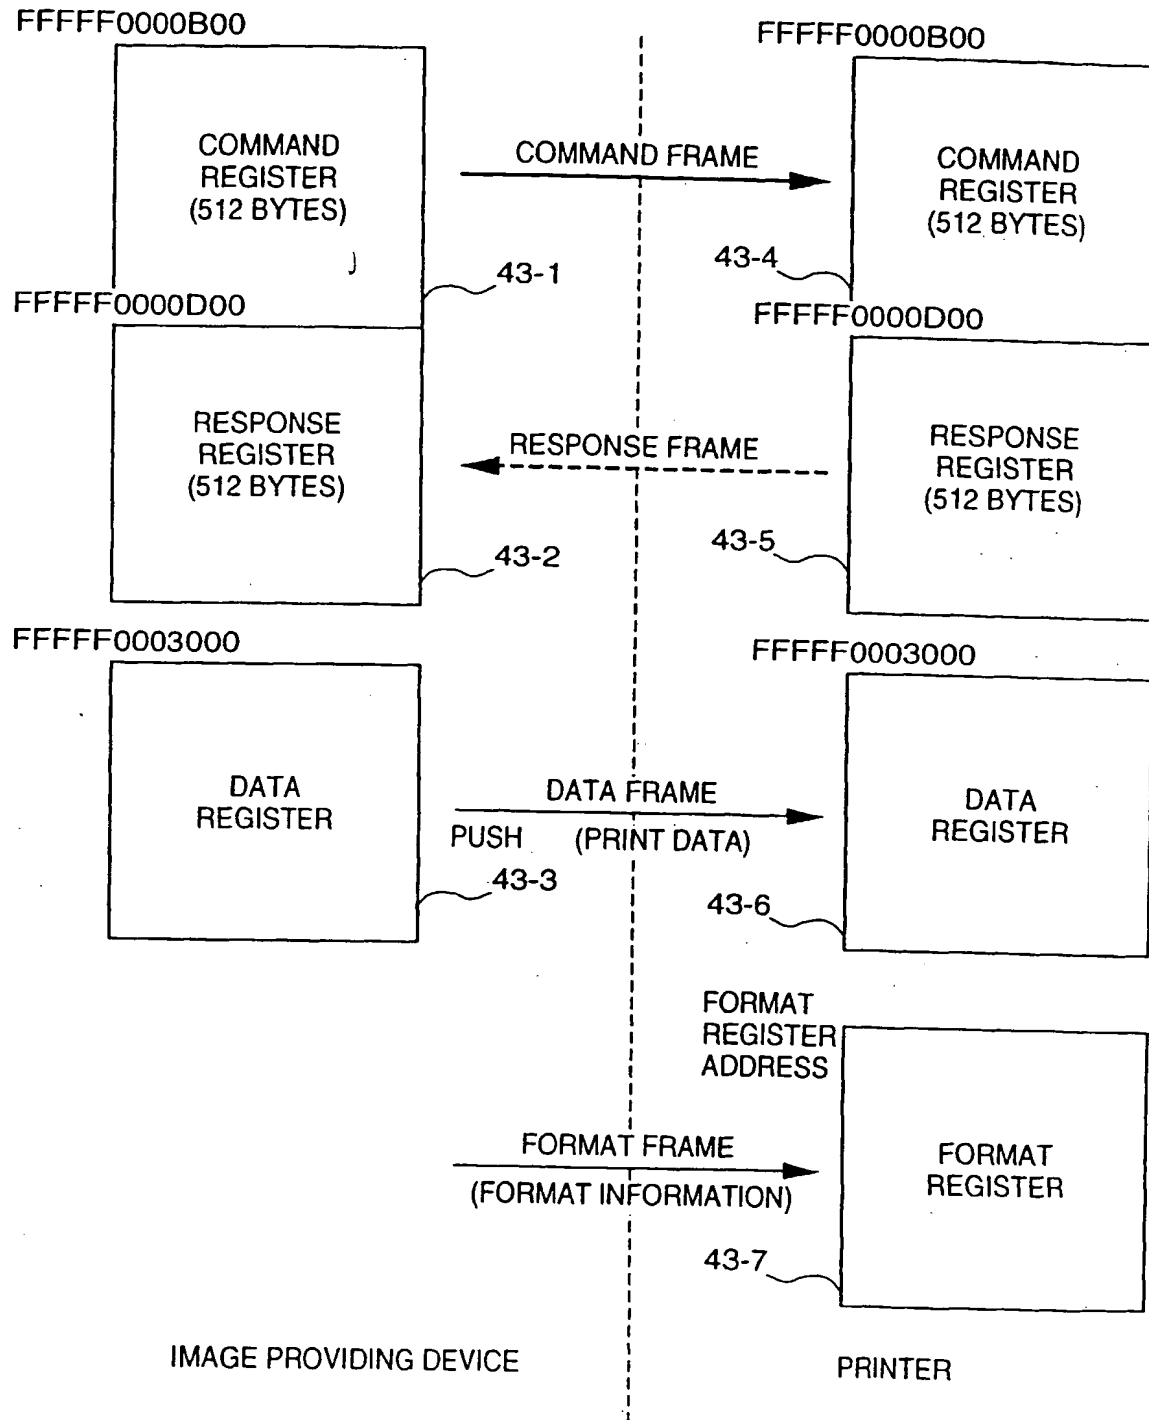 FFFFF0000B00
FFFFF0000B00
COMMAND
REGISTER
(512 BYTES)
COMMAND FRAME
COMMAND
REGISTER
(512 BYTES)
43-1
43-4
FFFFF0000D00
FFFFF0000D00
RESPONSE
REGISTER
(512 BYTES)
RESPONSE FRAME
RESPONSE
REGISTER
(512 BYTES)
43-2
43-5
FFFFF0003000
FFFFF0003000
DATA
REGISTER
DATA FRAME
PUSH (PRINT DATA)
DATA
REGISTER
43-3
43-6
FORMAT
REGISTER
ADDRESS
FORMAT FRAME
(FORMAT INFORMATION)
FORMAT
REGISTER
43-7
IMAGE PROVIDING DEVICE
PRINTER